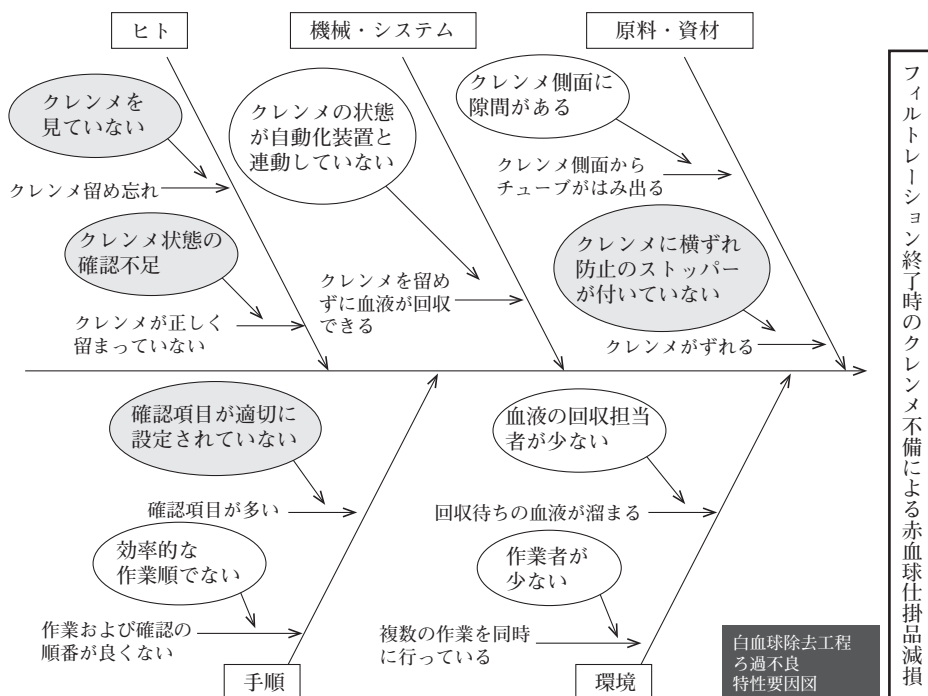 ヒト
機械・システム
原料・資材
クレンメを
見ていない
クレンメ留め忘れ
クレンメ状態の
確認不足
クレンメが正しく
留まっていない
クレンメの状態
が自動化装置と
連動していない
クレンメを留め
ずに血液が回収
できる
クレンメ側面に
隙間がある
クレンメ側面から
チューブがはみ出る
クレンメに横ずれ
防止のストッパー
が付いていない
クレンメがずれる
確認項目が適切に
設定されていない
確認項目が多い
効率的な
作業順でない
作業および確認の
順番が良くない
手順
血液の回収担当
者が少ない
回収待ちの血液が溜まる
作業者が
少ない
複数の作業を同時
に行っている
環境
フィルトレーション終了時のクレンメ不備による赤血球仕掛品減損
白血球除去工程
ろ過不良
特性要因図